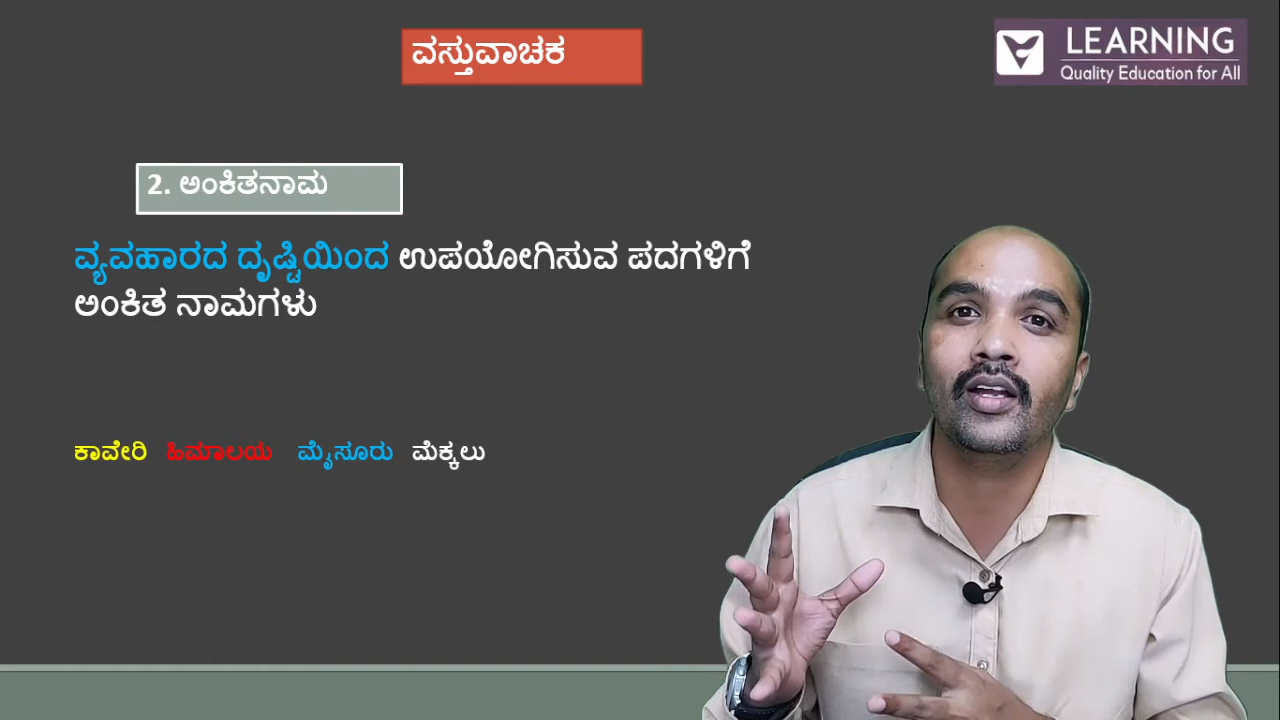 ವಸ್ತುವಾಚಕ
LEARNING
Quality Education for All
2. ಅಂಕಿತನಾಮ
ವ್ಯವಹಾರದ ದೃಷ್ಟಿಯಿಂದ ಉಪಯೋಗಿಸುವ ಪದಗಳಿಗೆ
ಅಂಕಿತ ನಾಮಗಳು
ಕಾವೇರಿ ಹಿಮಾಲಯ ಮೈಸೂರು ಮೆಕ್ಕಲು